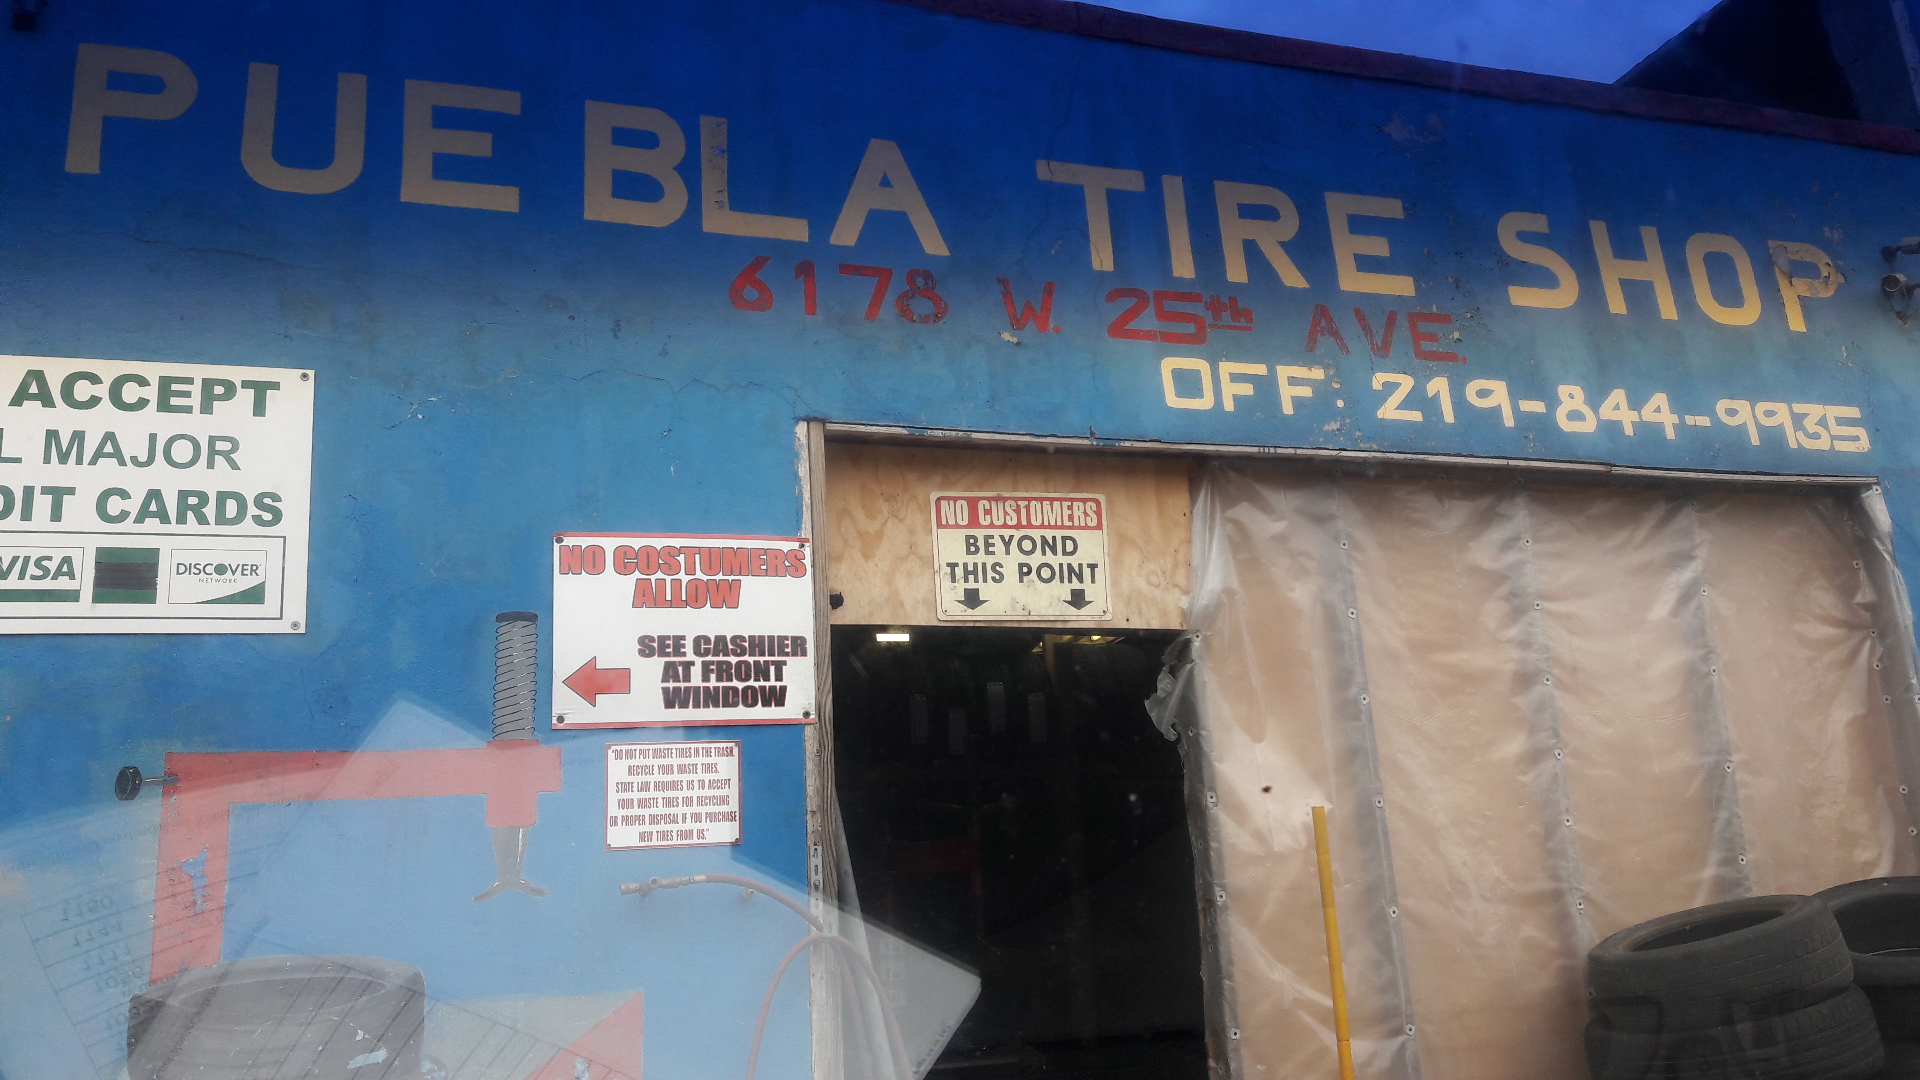 PUEBLA TIRE SHOP
6178 W. 25th AVE.
OFF: 219-844-9935
ACCEPT
L MAJOR
DIT CARDS
VISA
DISCOVER
NETWORK
NO COSTUMERS
ALLOW
SEE CASHIER
AT FRONT
WINDOW
NO CUSTOMERS
BEYOND
THIS POINT
"DO NOT PUT WASTE TIRES IN THE TRASH.
RECYCLE YOUR WASTE TIRES.
STATE LAW REQUIRES US TO ACCEPT
YOUR WASTE TIRES FOR RECYCLING
OR PROPER DISPOSAL IF YOU PURCHASE
NEW TIRES FROM US."